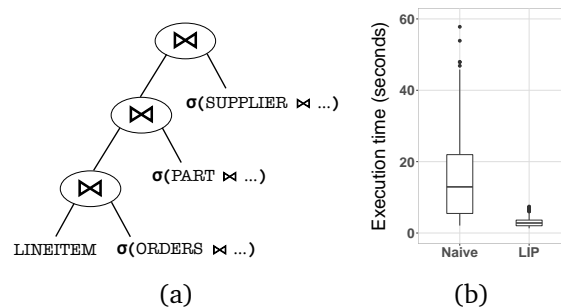 ⋈
σ(SUPPLIER ⋈ ...)
⋈
σ(PART ⋈ ...)
⋈
LINEITEM
σ(ORDERS ⋈ ...)
(a)
Execution time (seconds)
60
40
20
0
Naive
LIP
(b)